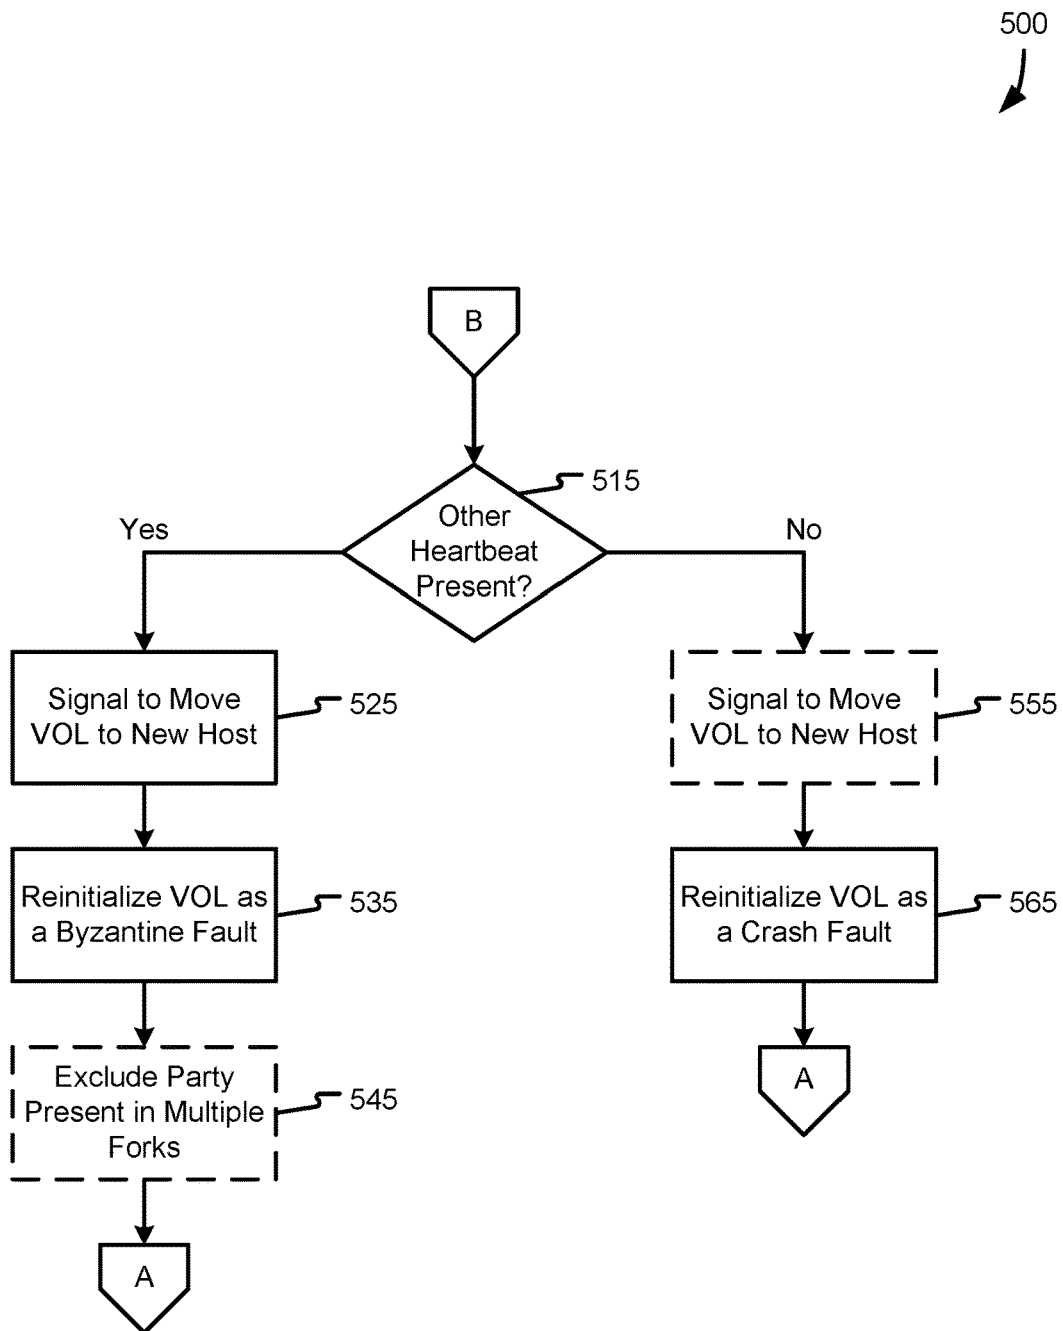 500
B
515
Other
Heartbeat
Present?
Yes
No
Signal to Move
VOL to New Host
525
Signal to Move
VOL to New Host
555
Reinitialize VOL as
a Byzantine Fault
535
Reinitialize VOL as
a Crash Fault
565
Exclude Party
Present in Multiple
Forks
545
A
A